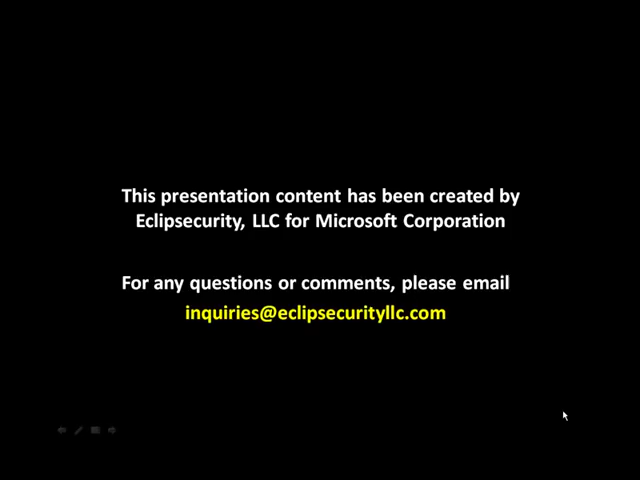 This presentation content has been created by
Eclipsecurity, LLC for Microsoft Corporation
For any questions or comments, please email
inquiries@eclipsecurityllc.com